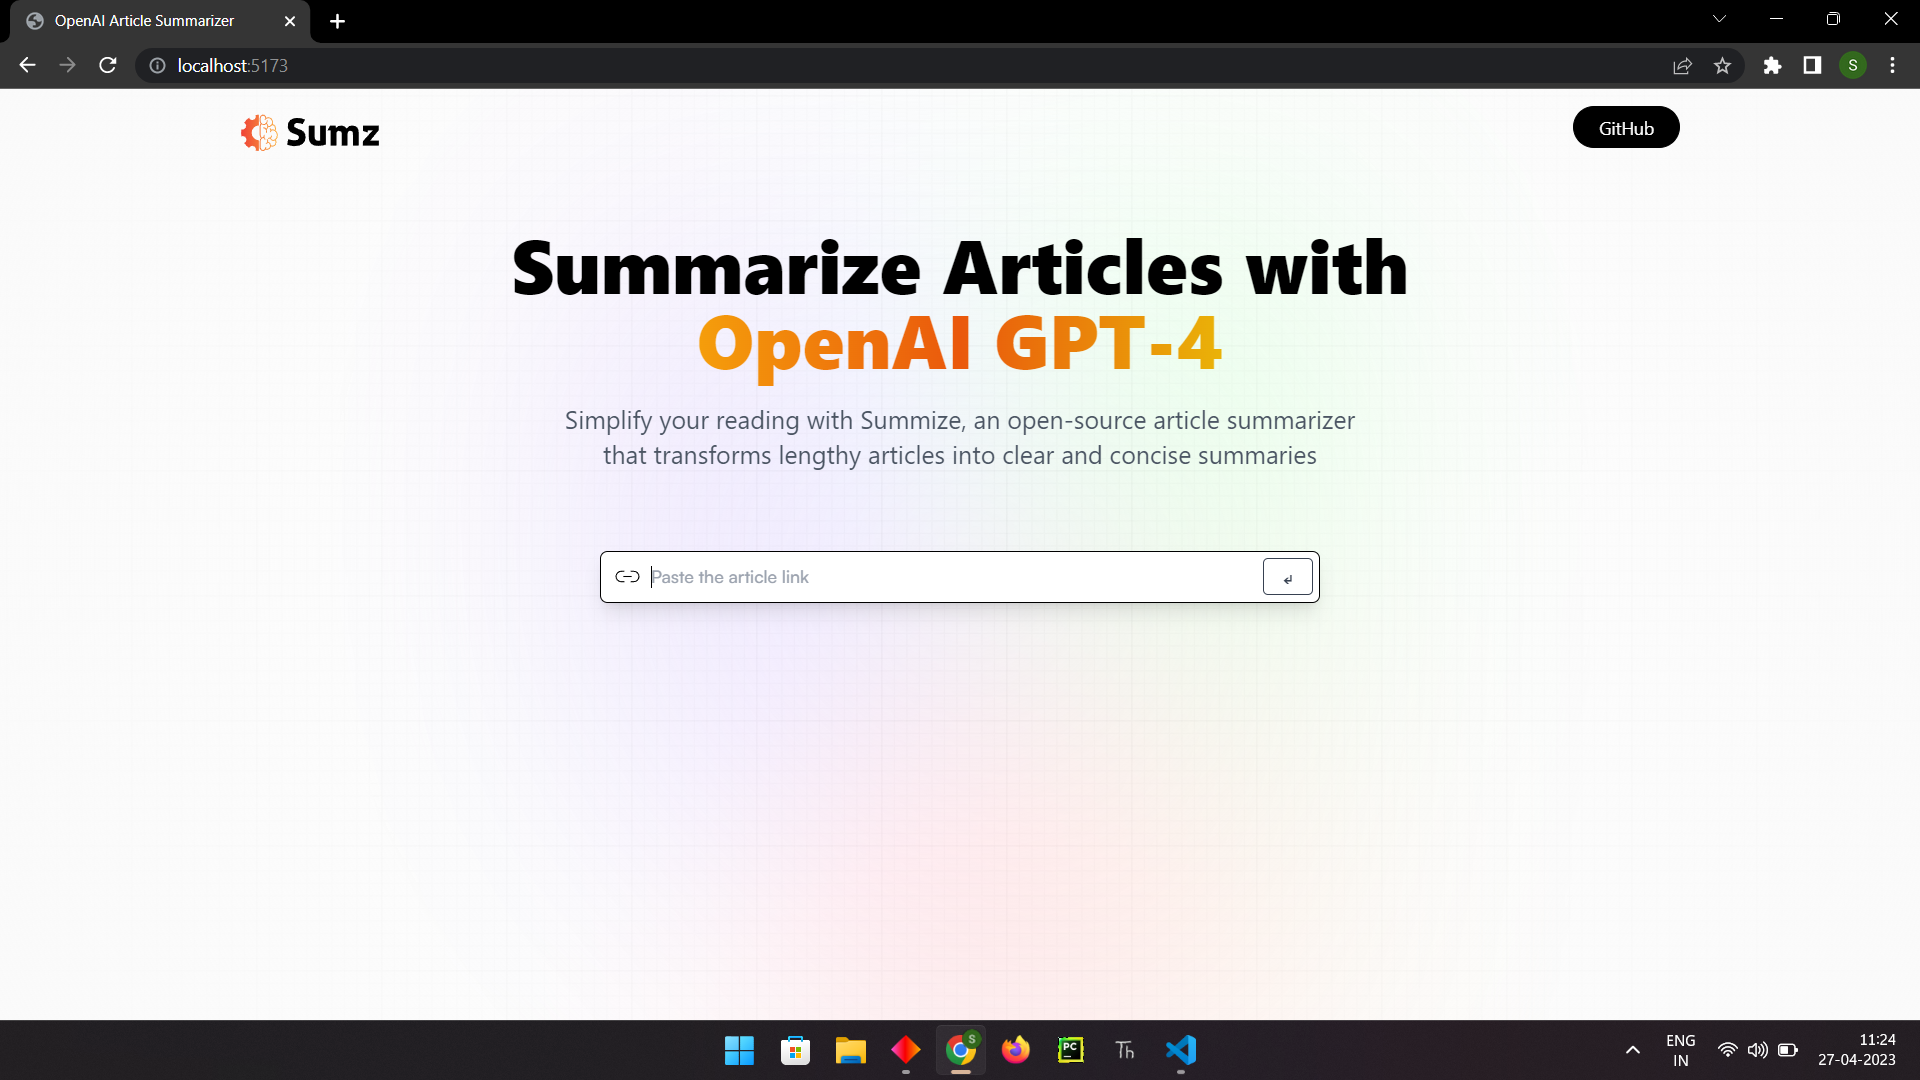 OpenAI Article Summarizer
localhost:5173
S
Sumz
GitHub
Summarize Articles with
OpenAI GPT-4
Simplify your reading with Summize, an open-source article summarizer
that transforms lengthy articles into clear and concise summaries
Paste the article link
S
PC
Th
ENG
IN
11:24
27-04-2023